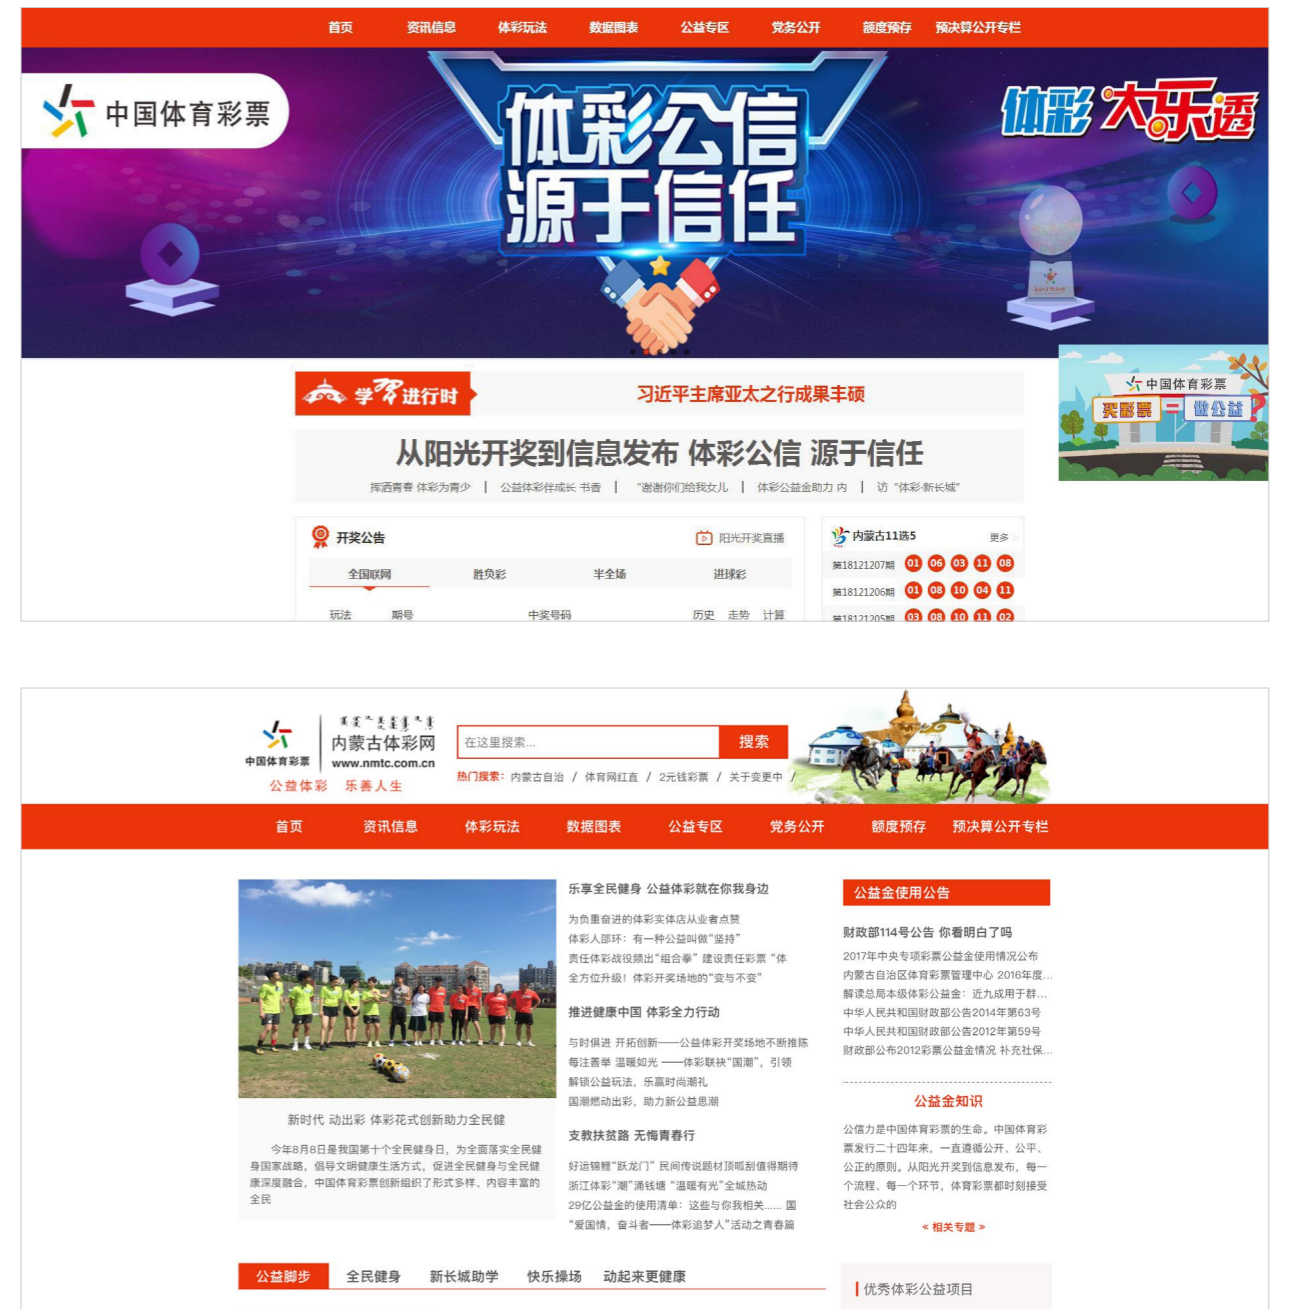 首页 资讯信息 体彩玩法 数据图表 公益专区 党务公开 额度预存 预决算公开专栏
中国体育彩票
体彩公信
源于信任
体彩 大乐透
学习进行时
习近平主席亚太之行成果丰硕
中国体育彩票
买彩票 = 做公益 ?
从阳光开奖到信息发布 体彩公信 源于信任
挥洒青春 体彩为青少 | 公益体彩伴成长 书香 | “谢谢你们给我女儿 | 体彩公益金助力 内 | 访 “体彩·新长城”
开奖公告 阳光开奖直播
全国联网 胜负彩 半全场 进球彩
玩法 期号 中奖号码 历史 走势 计算
内蒙古11选5 更多
第18121207期 01 06 03 11 08
第18121206期 01 08 10 04 11
第18121205期 03 08 10 11 02
中国体育彩票
内蒙古体彩网
www.nmtc.com.cn
公益体彩 乐善人生
在这里搜索... 搜索
热门搜索：内蒙古自治 / 体育网红直 / 2元钱彩票 / 关于变更中 /
首页 资讯信息 体彩玩法 数据图表 公益专区 党务公开 额度预存 预决算公开专栏
新时代 动出彩 体彩花式创新助力全民健
今年8月8日是我国第十个全民健身日，为全面落实全民健
身国家战略，倡导文明健康生活方式，促进全民健身与全民健
康深度融合，中国体育彩票创新组织了形式多样、内容丰富的
全民
乐享全民健身 公益体彩就在你我身边
为负重奋进的体彩实体店从业者点赞
体彩人邵环：有一种公益叫做“坚持”
责任体彩战役频出“组合拳” 建设责任彩票 “体
全方位升级！体彩开奖场地的“变与不变”
推进健康中国 体彩全力行动
与时俱进 开拓创新——公益体彩开奖场地不断推陈
每注善举 温暖如光 ——体彩联袂“国潮”，引领
解锁公益玩法，乐赢时尚潮礼
国潮燃动出彩，助力新公益思潮
支教扶贫路 无悔青春行
好运锦鲤“跃龙门” 民间传说题材顶呱刮值得期待
浙江体彩“潮”涌钱塘 “温暖有光”全城热动
29亿公益金的使用清单：这些与你我相关...... 国
“爱国情，奋斗者——体彩追梦人”活动之青春篇
公益金使用公告
财政部114号公告 你看明白了吗
2017年中央专项彩票公益金使用情况公布
内蒙古自治区体育彩票管理中心 2016年度...
解读总局本级体彩公益金：近九成用于群...
中华人民共和国财政部公告2014年第63号
中华人民共和国财政部公告2012年第59号
财政部公布2012彩票公益金情况 补充社保...
公益金知识
公信力是中国体育彩票的生命。中国体育彩
票发行二十四年来，一直遵循公开、公平、
公正的原则。从阳光开奖到信息发布，每一
个流程、每一个环节，体育彩票都时刻接受
社会公众的
« 相关专题 »
公益脚步 全民健身 新长城助学 快乐操场 动起来更健康
优秀体彩公益项目